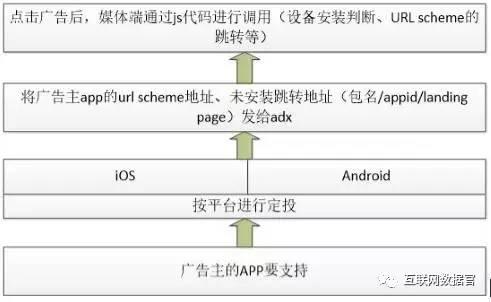 点击广告后，媒体端通过js代码进行调用（设备安装判断、URL scheme的
跳转等）
将广告主app的url scheme地址、未安装跳转地址（包名/appid/landing
page）发给adx
iOS
Android
按平台进行定投
广告主的APP要支持
互联网数据官